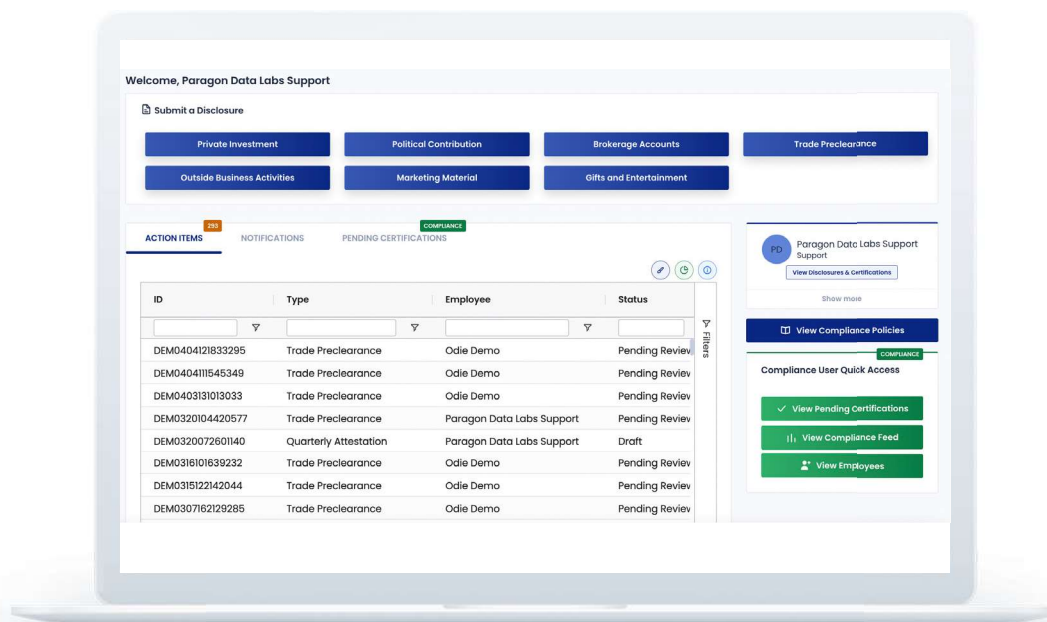 Welcome, Paragon Data Labs Support
Submit a Disclosure
Private Investment
Political Contribution
Brokerage Accounts
Trade Preclearance
Outside Business Activities
Marketing Material
Gifts and Entertainment
293
COMPLIANCE
ACTION ITEMS
NOTIFICATIONS
PENDING CERTIFICATIONS
ID Type Employee Status
DEM0404121833295 Trade Preclearance Odie Demo Pending Review
DEM0404111545349 Trade Preclearance Odie Demo Pending Review
DEM0403131013033 Trade Preclearance Odie Demo Pending Review
DEM0320104420577 Trade Preclearance Paragon Data Labs Support Pending Review
DEM0320072601140 Quarterly Attestation Paragon Data Labs Support Draft
DEM0316101639232 Trade Preclearance Odie Demo Pending Review
DEM0315122142044 Trade Preclearance Odie Demo Pending Review
DEM0307162129285 Trade Preclearance Odie Demo Pending Review
Filters
PD
Paragon Data Labs Support
Support
View Disclosures & Certifications
Show more
View Compliance Policies
COMPLIANCE
Compliance User Quick Access
View Pending Certifications
View Compliance Feed
View Employees